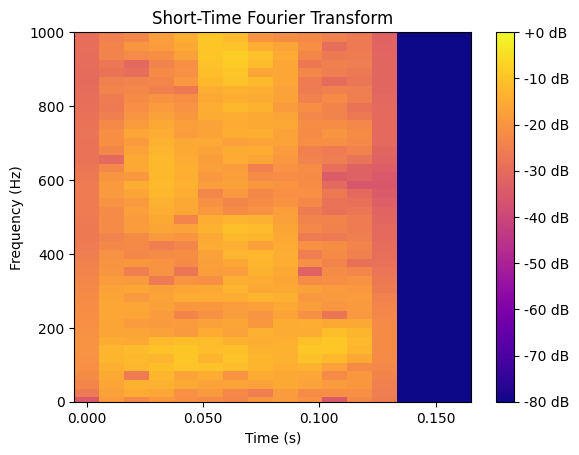 Short-Time Fourier Transform
Frequency (Hz)
1000
800
600
400
200
0
0.000 0.050 0.100 0.150
Time (s)
+0 dB
-10 dB
-20 dB
-30 dB
-40 dB
-50 dB
-60 dB
-70 dB
-80 dB